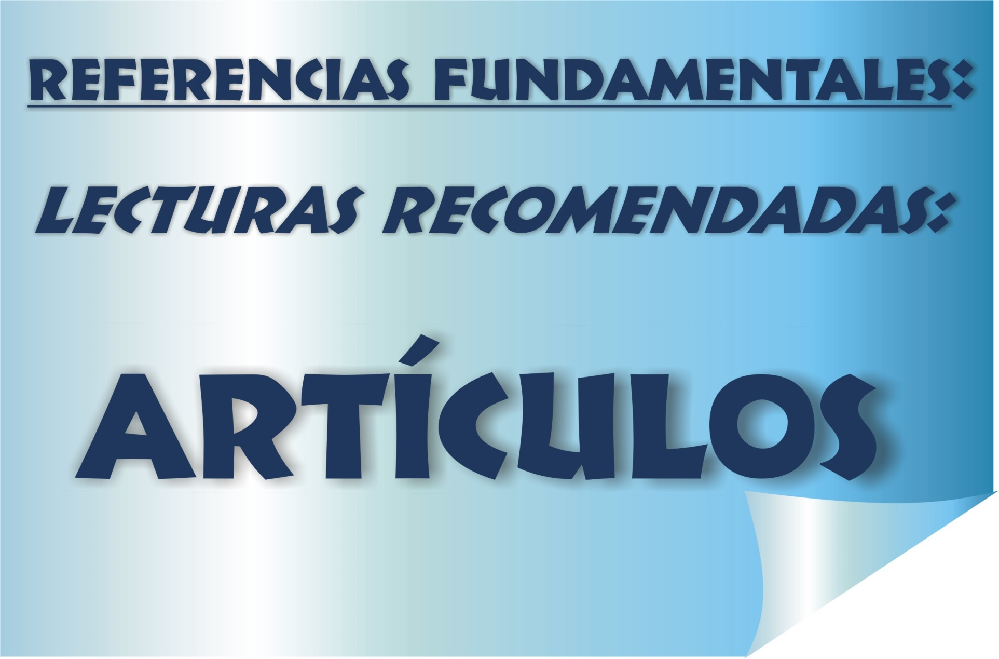 REFERENCIAS FUNDAMENTALES:
LECTURAS RECOMENDADAS:
ARTÍCULOS